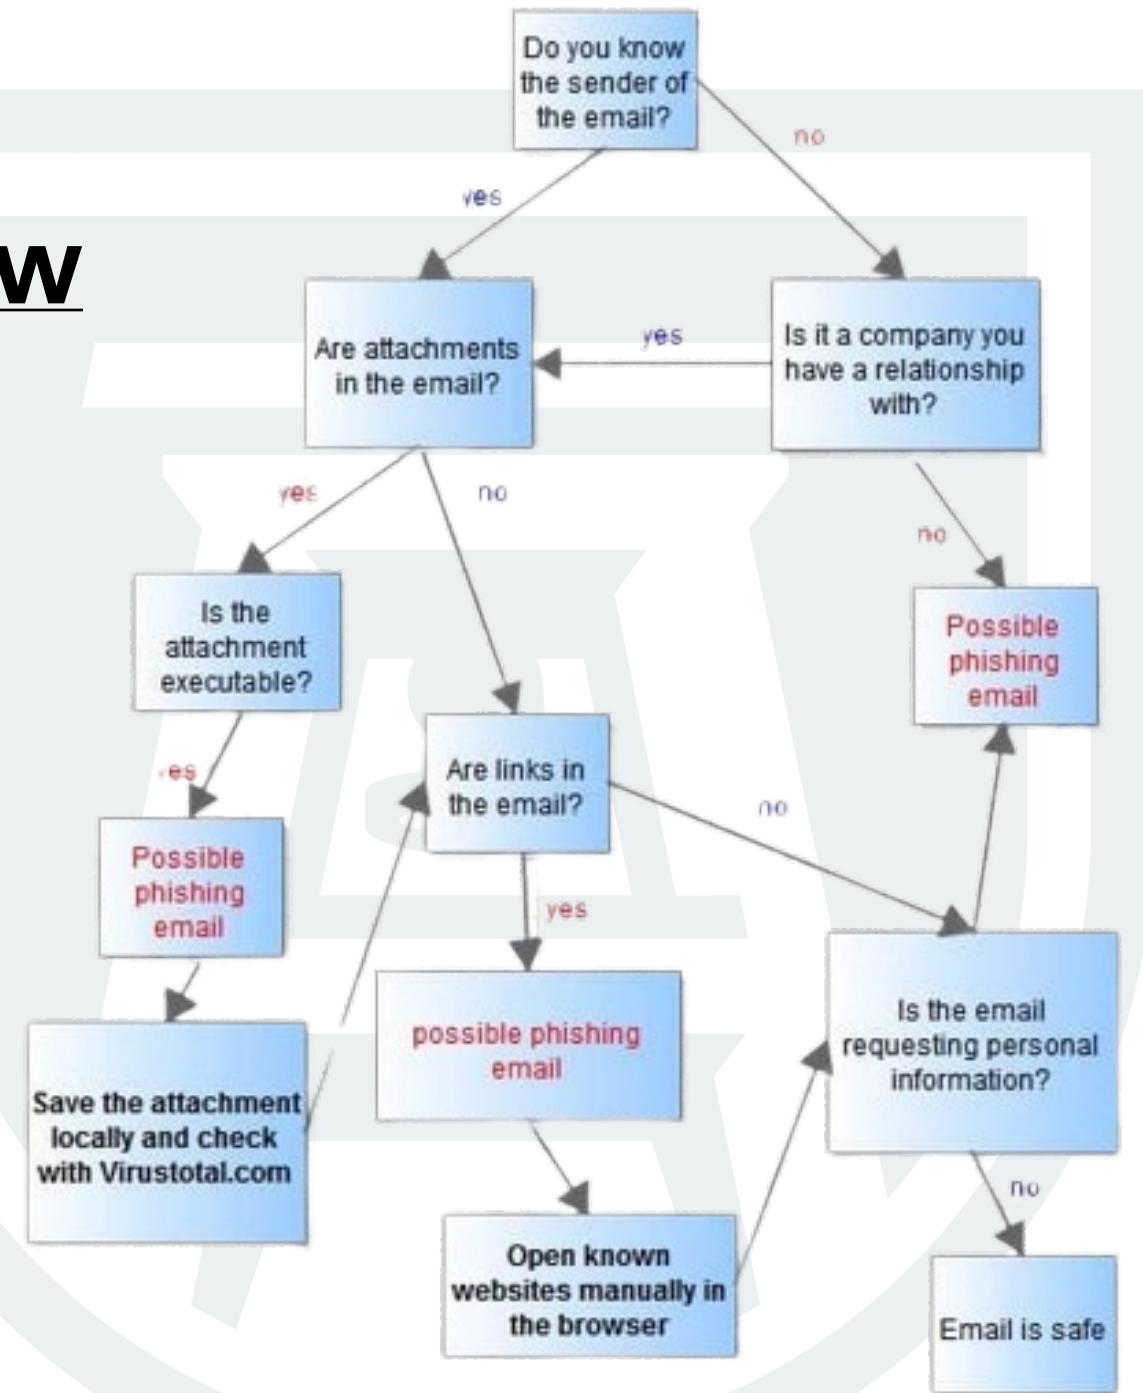 Do you know
the sender of
the email?
no
yes
w
Are attachments
in the email?
yes
Is it a company you
have a relationship
with?
yes
no
no
Is the
attachment
executable?
Possible
phishing
email
Are links in
the email?
yes
no
Possible
phishing
email
yes
possible phishing
email
Is the email
requesting personal
information?
Save the attachment
locally and check
with Virustotal.com
no
Open known
websites manually in
the browser
Email is safe